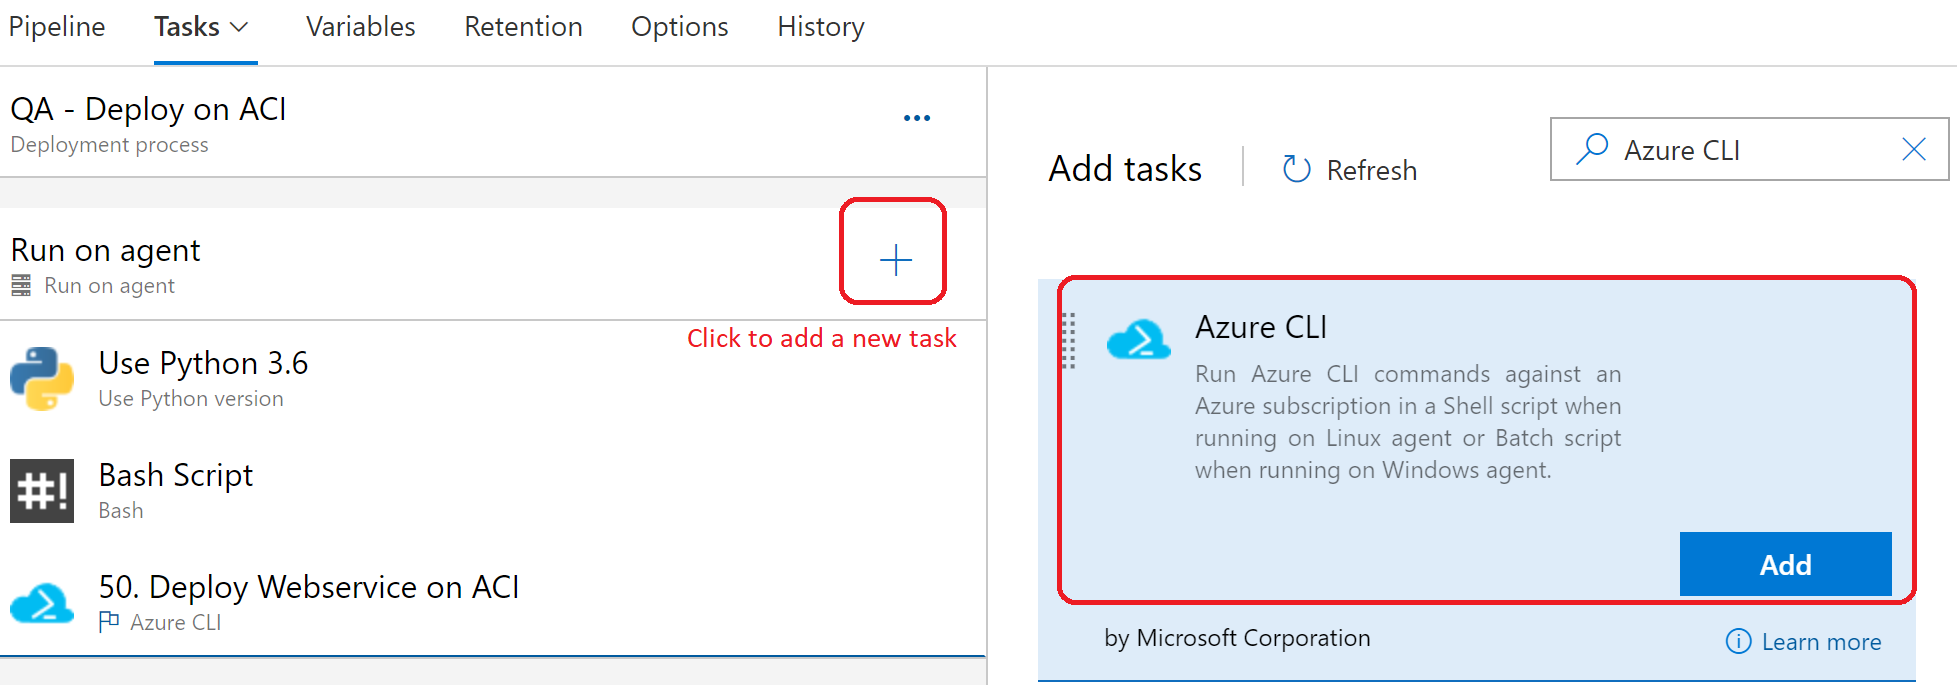 Pipeline Tasks Variables Retention Options History
QA - Deploy on ACI
Deployment process
Run on agent
Run on agent
Click to add a new task
Use Python 3.6
Use Python version
#!
Bash Script
Bash
50. Deploy Webservice on ACI
Azure CLI
Add tasks
Refresh
Azure CLI
Azure CLI
Run Azure CLI commands against an
Azure subscription in a Shell script when
running on Linux agent or Batch script
when running on Windows agent.
Add
by Microsoft Corporation
Learn more